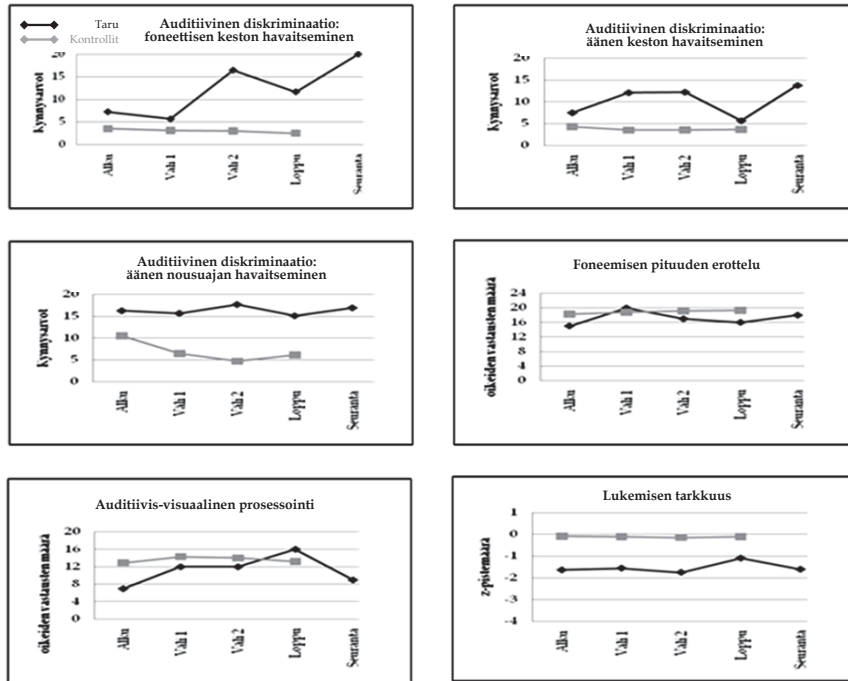 Taru
Kontrollit
Auditiivinen diskriminaatio:
foneettisen keston havaitseminen
Kynnysarvot
20
15
10
5
0
Alku
Väli 1
Väli 2
Loppu
Seuranta
Auditiivinen diskriminaatio:
äänen keston havaitseminen
Kynnysarvot
20
15
10
5
0
Alku
Väli 1
Väli 2
Loppu
Seuranta
Auditiivinen diskriminaatio:
äänen nousuajan havaitseminen
Kynnysarvot
20
15
10
5
0
Alku
Väli 1
Väli 2
Loppu
Seuranta
Foneemisen pituuden erottelu
oikeiden vastausten määrä
24
20
16
12
8
4
0
Alku
Väli 1
Väli 2
Loppu
Seuranta
Auditiivis-visuaalinen prosessointi
oikeiden vastausten määrä
20
16
12
8
4
0
Alku
Väli 1
Väli 2
Loppu
Seuranta
Lukemisen tarkkuus
z-pistemäärä
1
0
-1
-2
-3
-4
Alku
Väli 1
Väli 2
Loppu
Seuranta